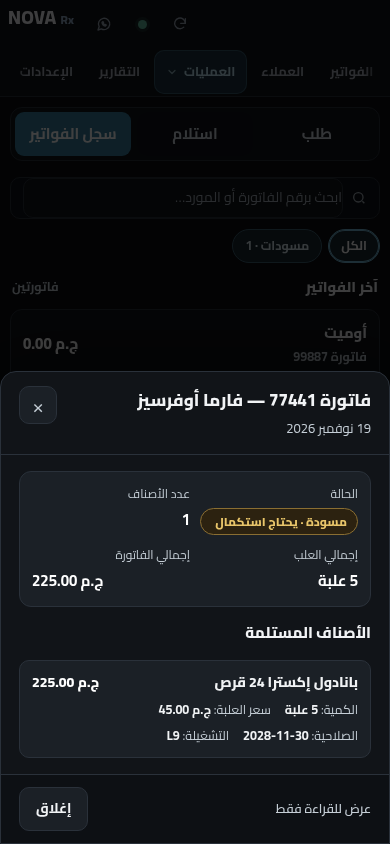 NOVA Rx
الفواتير العملاء العمليات التقارير الإعدادات
طلب استلام سجل الفواتير
ابحث برقم الفاتورة أو المورد...
الكل مسودات · 1
آخر الفواتير فاتورتين
أوميت ج.م 0.00
فاتورة 99887
فاتورة 77441 — فارما أوفرسيز ×
19 نوفمبر 2026
الحالة عدد الأصناف
مسودة · يحتاج استكمال 1
إجمالي العلب إجمالي الفاتورة
5 علبة ج.م 225.00
الأصناف المستلمة
بانادول إكسترا 24 قرص ج.م 225.00
الكمية: 5 علبة سعر العلبة: ج.م 45.00
الصلاحية: 30-11-2028 التشغيلة: L9
عرض للقراءة فقط إغلاق